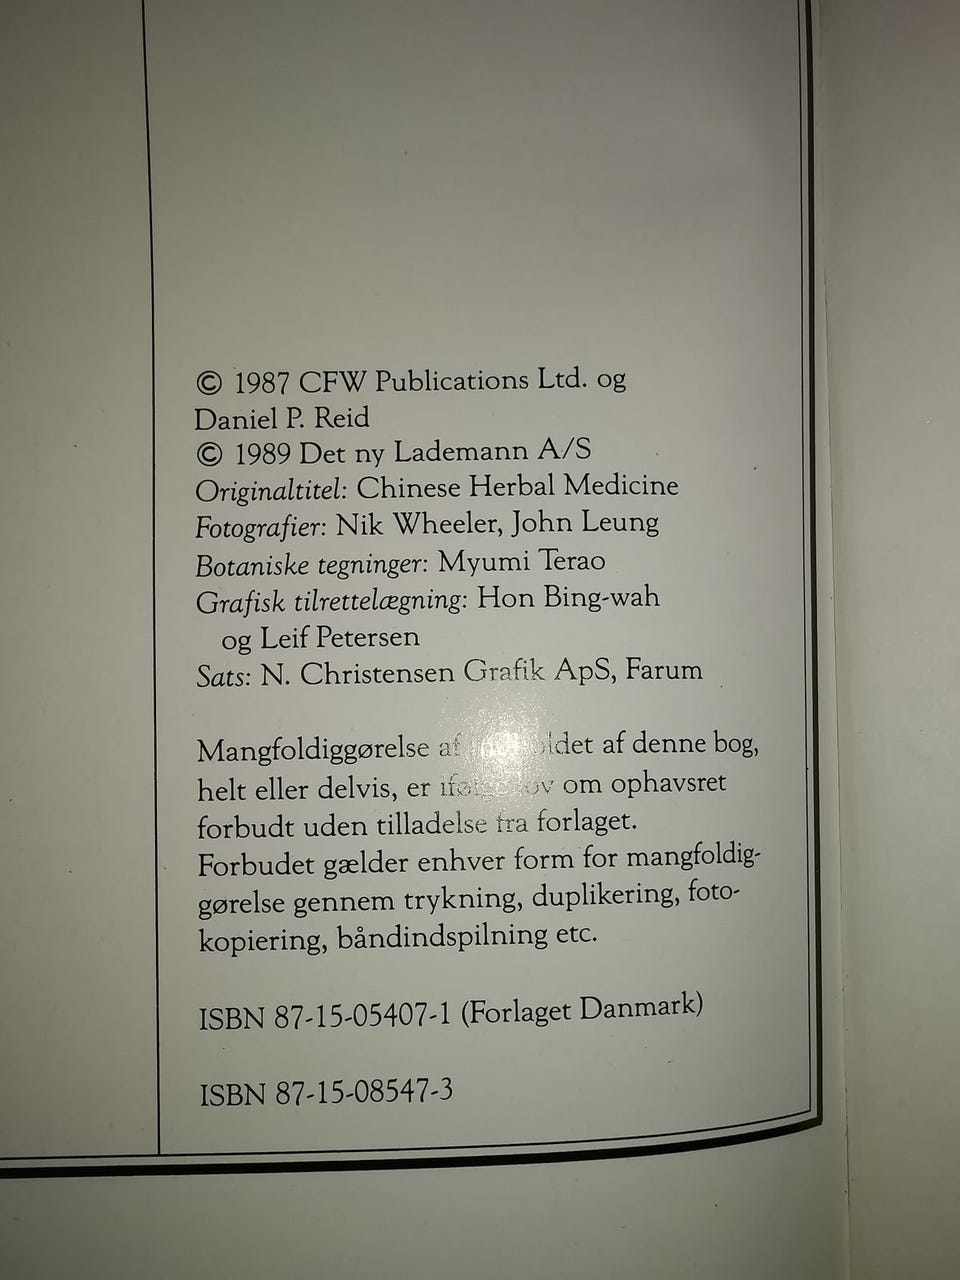 © 1987 CFW Publications Ltd. og
Daniel P. Reid
© 1989 Det ny Lademann A/S
Originaltitel: Chinese Herbal Medicine
Fotografier: Nik Wheeler, John Leung
Botaniske tegninger: Myumi Terao
Grafisk tilrettelægning: Hon Bing-wah
og Leif Petersen
Sats: N. Christensen Grafik ApS, Farum
Mangfoldiggørelse af af denne bog,
helt eller delvis, er ifølge lov om ophavsret
forbudt uden tilladelse fra forlaget.
Forbudet gælder enhver form for mangfoldig-
gørelse gennem trykning, duplikering, foto-
kopiering, båndindspilning etc.
ISBN 87-15-05407-1 (Forlaget Danmark)
ISBN 87-15-08547-3